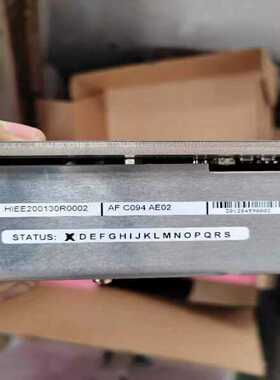 HIEE200130R0002 AF C094 AE02
STATUS: X D E F G H I J K L M N O P Q R S